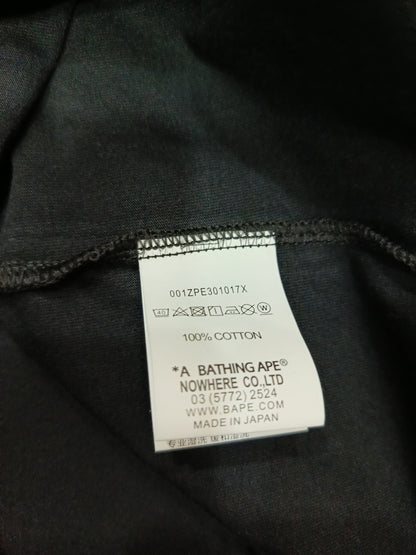 001ZPE301017X
40 W
100% COTTON
*A BATHING APE®
NOWHERE CO.,LTD
03 (5772) 2524
WWW.BAPE.COM
MADE IN JAPAN